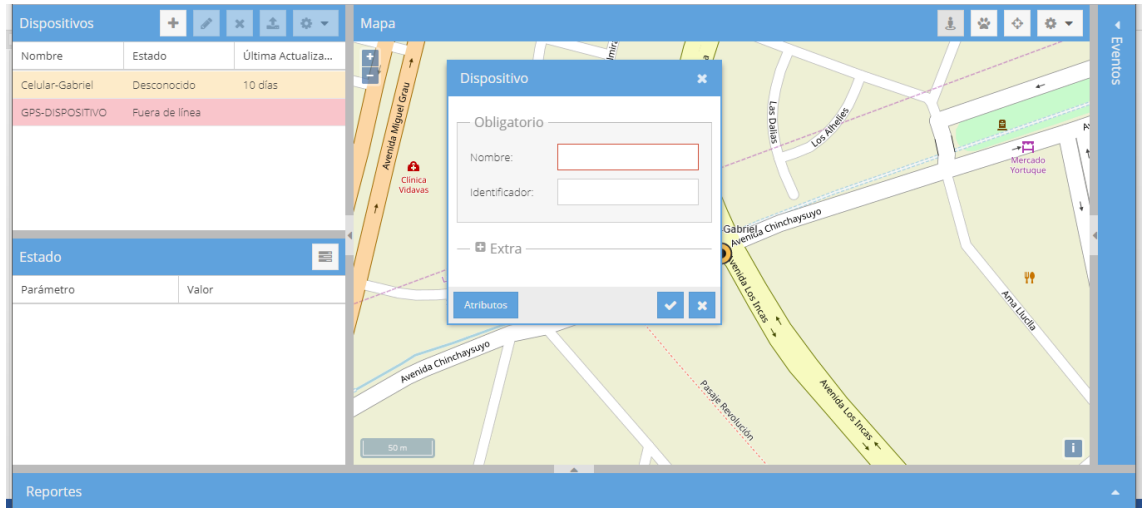 Dispositivos
Mapa
Eventos
Nombre Estado Última Actualiza...
Celular-Gabriel Desconocido 10 días
GPS-DISPOSITIVO Fuera de línea
Estado
Parámetro Valor
Dispositivo
Obligatorio
Nombre:
Identificador:
Extra
Atributos
Avenida Miguel Grau
Clínica
Vidavas
Las Dalias
Los Alhelíes
Mercado
Yortuque
Gabriel
Avenida Chinchaysuyo
Avenida Los Incas
Ama Lluclla
Avenida Chinchaysuyo
Pasaje Revolución
Avenida Los Incas
50 m
i
Reportes